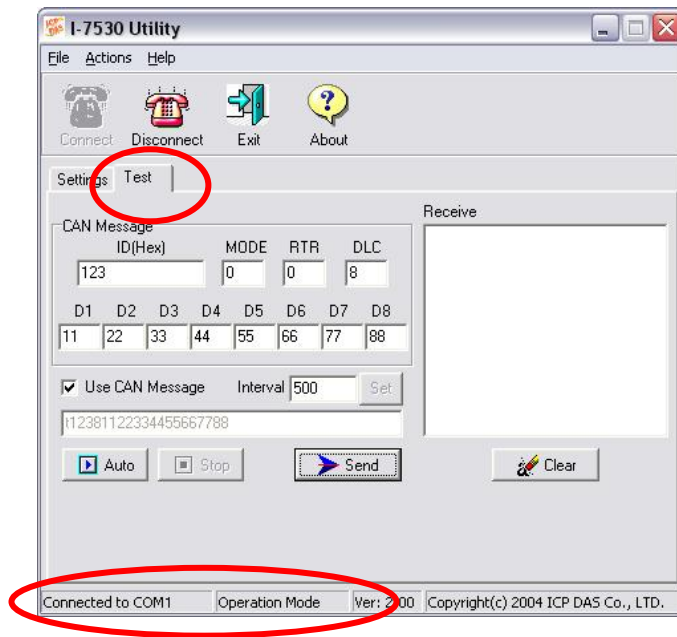 I-7530 Utility
File Actions Help
Connect Disconnect Exit About
Settings Test
CAN Message
ID(Hex) MODE RTR DLC
123 0 0 8
D1 D2 D3 D4 D5 D6 D7 D8
11 22 33 44 55 66 77 88
Use CAN Message Interval 500 Set
t12381122334455667788
Auto Stop Send
Receive
Clear
Connected to COM1 Operation Mode Ver: 2.00 Copyright(c) 2004 ICP DAS Co., LTD.